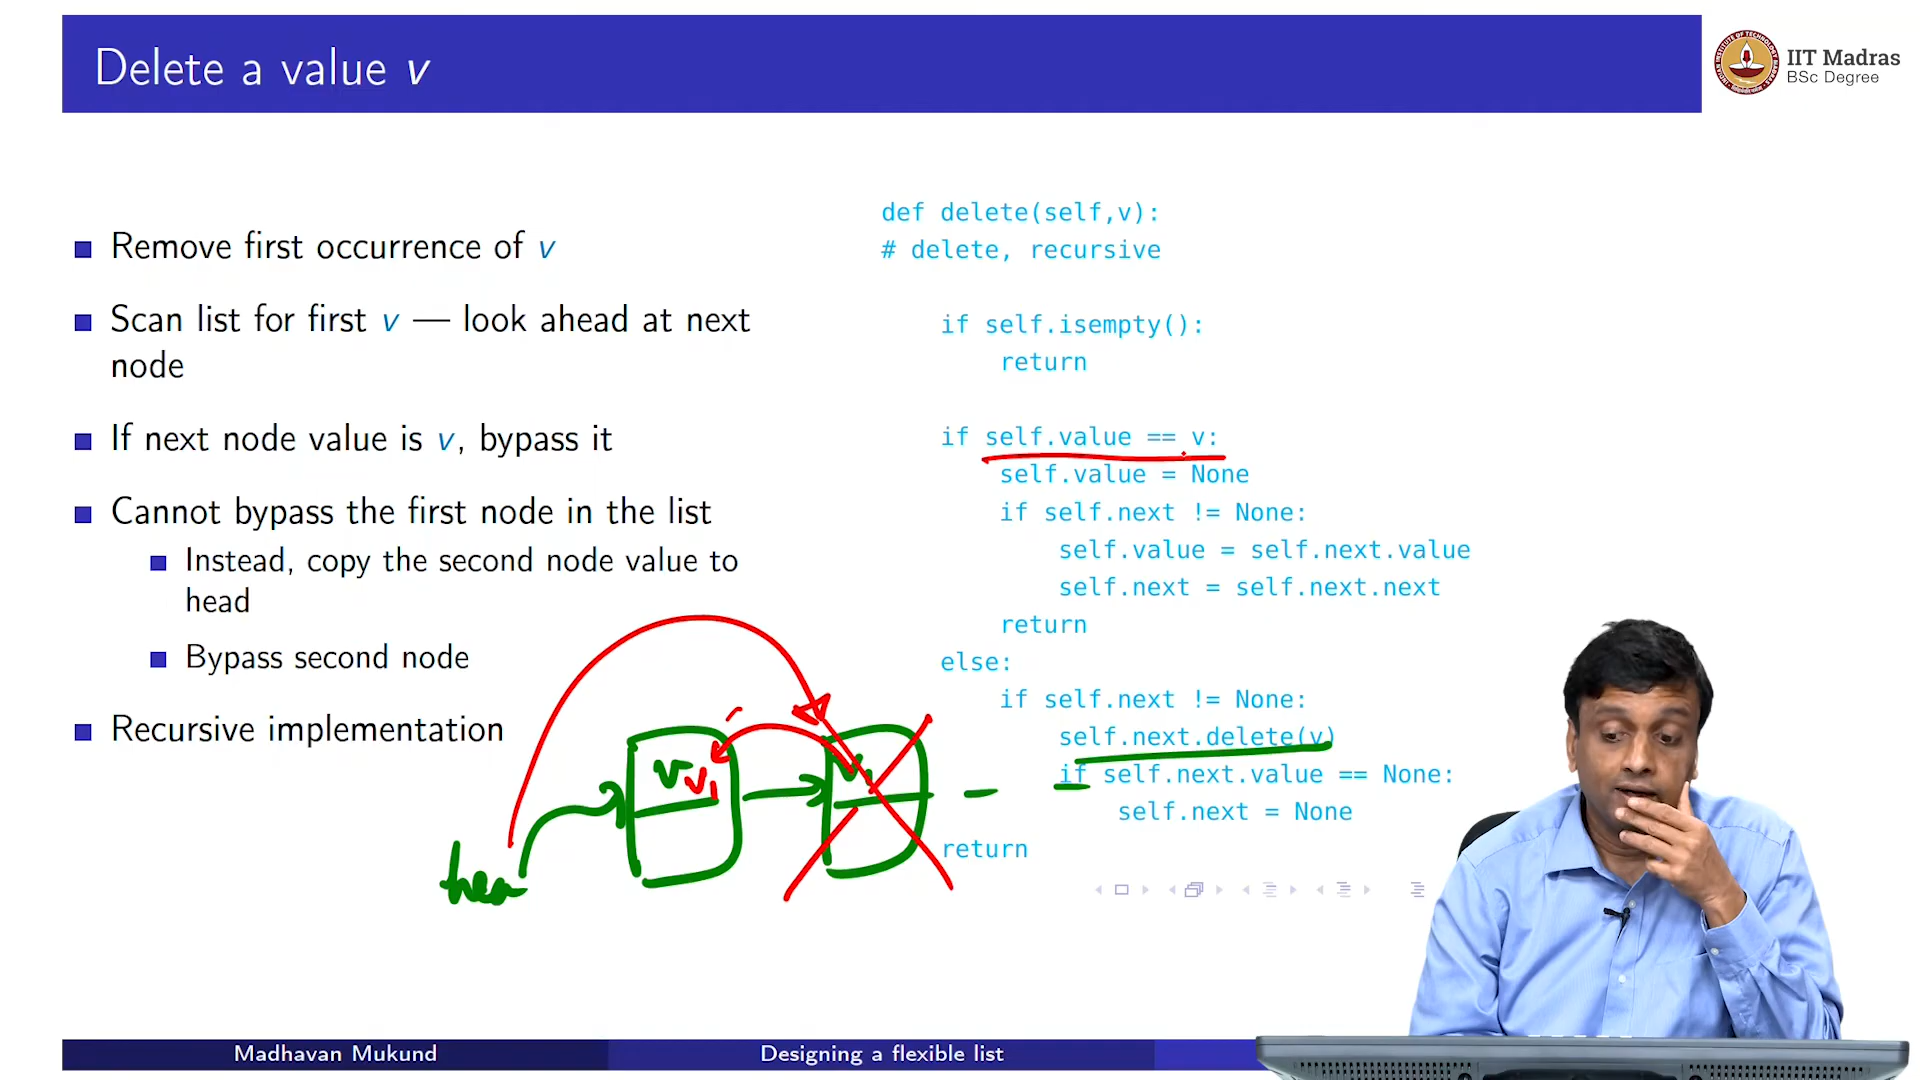 Delete a value v
IIT Madras
BSc Degree
Remove first occurrence of v
Scan list for first v — look ahead at next
node
If next node value is v, bypass it
Cannot bypass the first node in the list
Instead, copy the second node value to
head
Bypass second node
Recursive implementation
def delete(self,v):
# delete, recursive
if self.isempty():
return
if self.value == v:
self.value = None
if self.next != None:
self.value = self.next.value
self.next = self.next.next
return
else:
if self.next != None:
self.next.delete(v)
if self.next.value == None:
self.next = None
return
v v1
Madhavan Mukund
Designing a flexible list